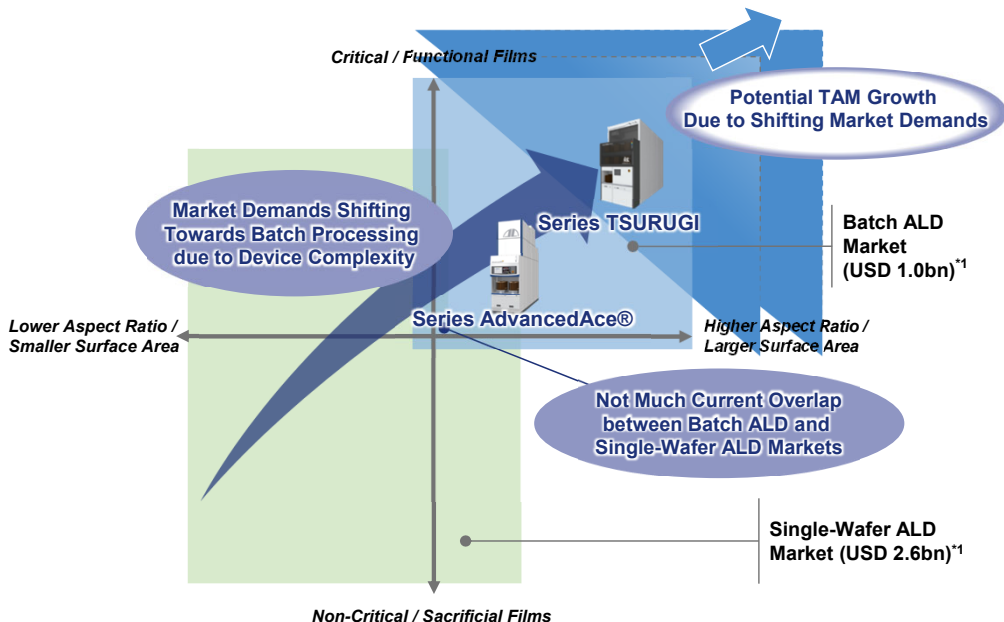 Critical / Functional Films
Potential TAM Growth
Due to Shifting Market Demands
Market Demands Shifting
Towards Batch Processing
due to Device Complexity
Series TSURUGI
Batch ALD
Market
(USD 1.0bn)*1
Series AdvancedAce®
Lower Aspect Ratio /
Smaller Surface Area
Higher Aspect Ratio /
Larger Surface Area
Not Much Current Overlap
between Batch ALD and
Single-Wafer ALD Markets
Single-Wafer ALD
Market (USD 2.6bn)*1
Non-Critical / Sacrificial Films